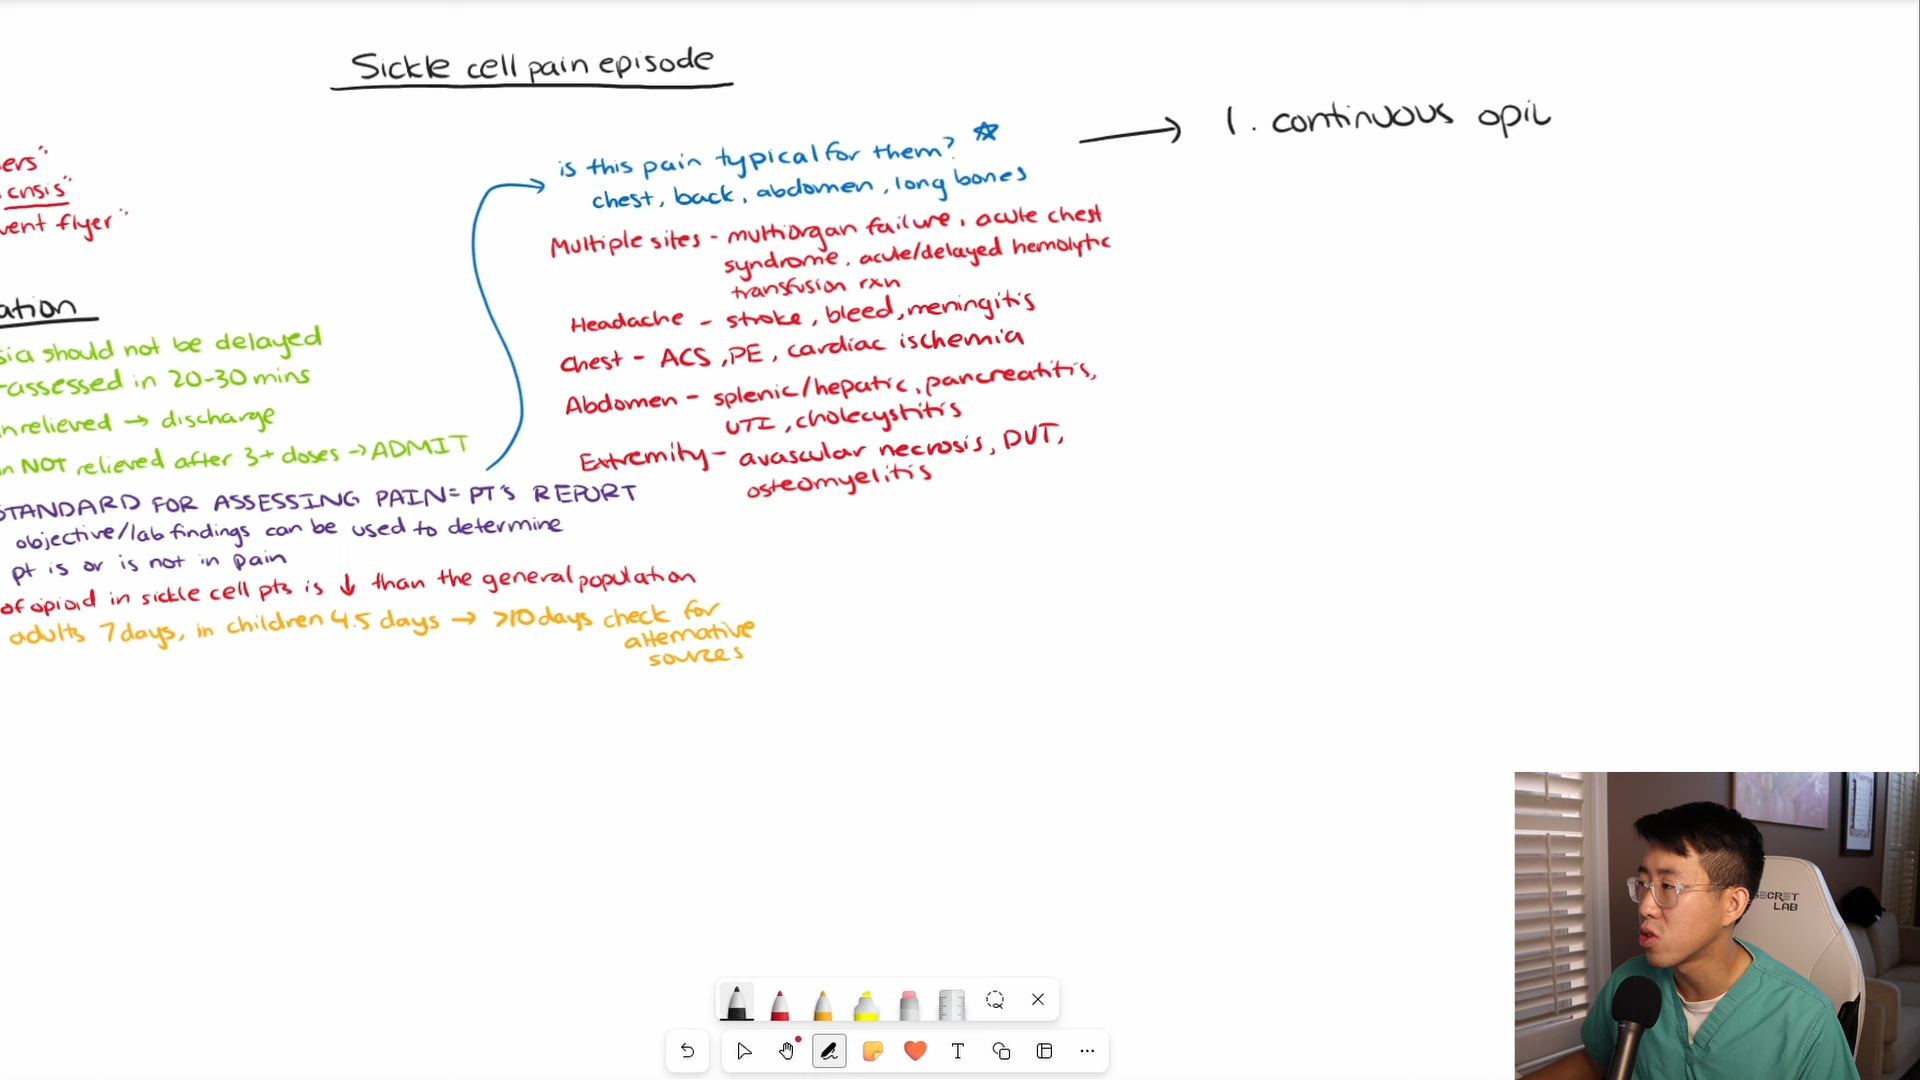 Sickle cell pain episode
ers"
crisis"
vent flyer"
ation
sia should not be delayed
-assessed in 20-30 mins
n relieved → discharge
n NOT relieved after 3+ doses → ADMIT
STANDARD FOR ASSESSING PAIN = PT'S REPORT
objective/lab findings can be used to determine
pt is or is not in pain
of opioid in sickle cell pts is ↓ than the general population
adults 7 days, in children 4.5 days → >10 days check for
alternative
sources
is this pain typical for them? ☆
chest, back, abdomen, long bones
Multiple sites - multiorgan failure, acute chest
syndrome, acute/delayed hemolytic
transfusion rxn
Headache - stroke, bleed, meningitis
Chest - ACS, PE, cardiac ischemia
Abdomen - splenic/hepatic, pancreatitis,
UTI, cholecystitis
Extremity - avascular necrosis, DVT,
osteomyelitis
→ 1. continuous opi
SECRET
LAB
T